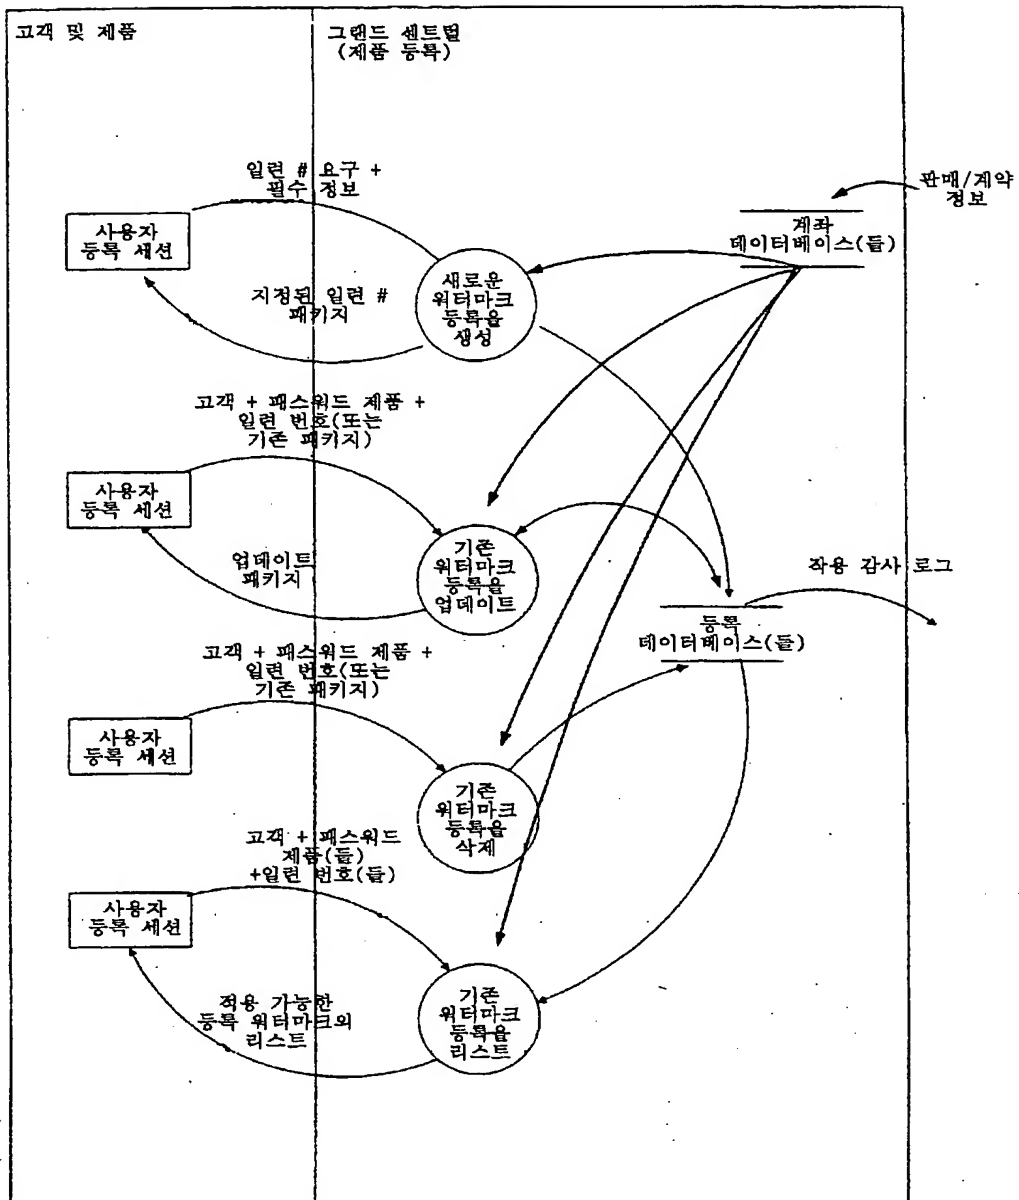 고객 및 제품
그랜드 센트럴
(제품 등록)
일련 # 요구 +
필수 정보
판매/계약
정보
사용자
등록 세션
계좌
데이터베이스(들)
새로운
워터마크
등록을
생성
지정된 일련 #
패키지
고객 + 패스워드 제품 +
일련 번호(또는
기존 패키지)
사용자
등록 세션
기존
워터마크
등록을
업데이트
업데이트
패키지
작용 감사 로그
등록
데이터베이스(들)
고객 + 패스워드 제품 +
일련 번호(또는
기존 패키지)
사용자
등록 세션
기존
워터마크
등록을
삭제
고객 + 패스워드
제품(들)
+일련 번호(들)
사용자
등록 세션
적용 가능한
등록 워터마크의
리스트
기존
워터마크
등록을
리스트